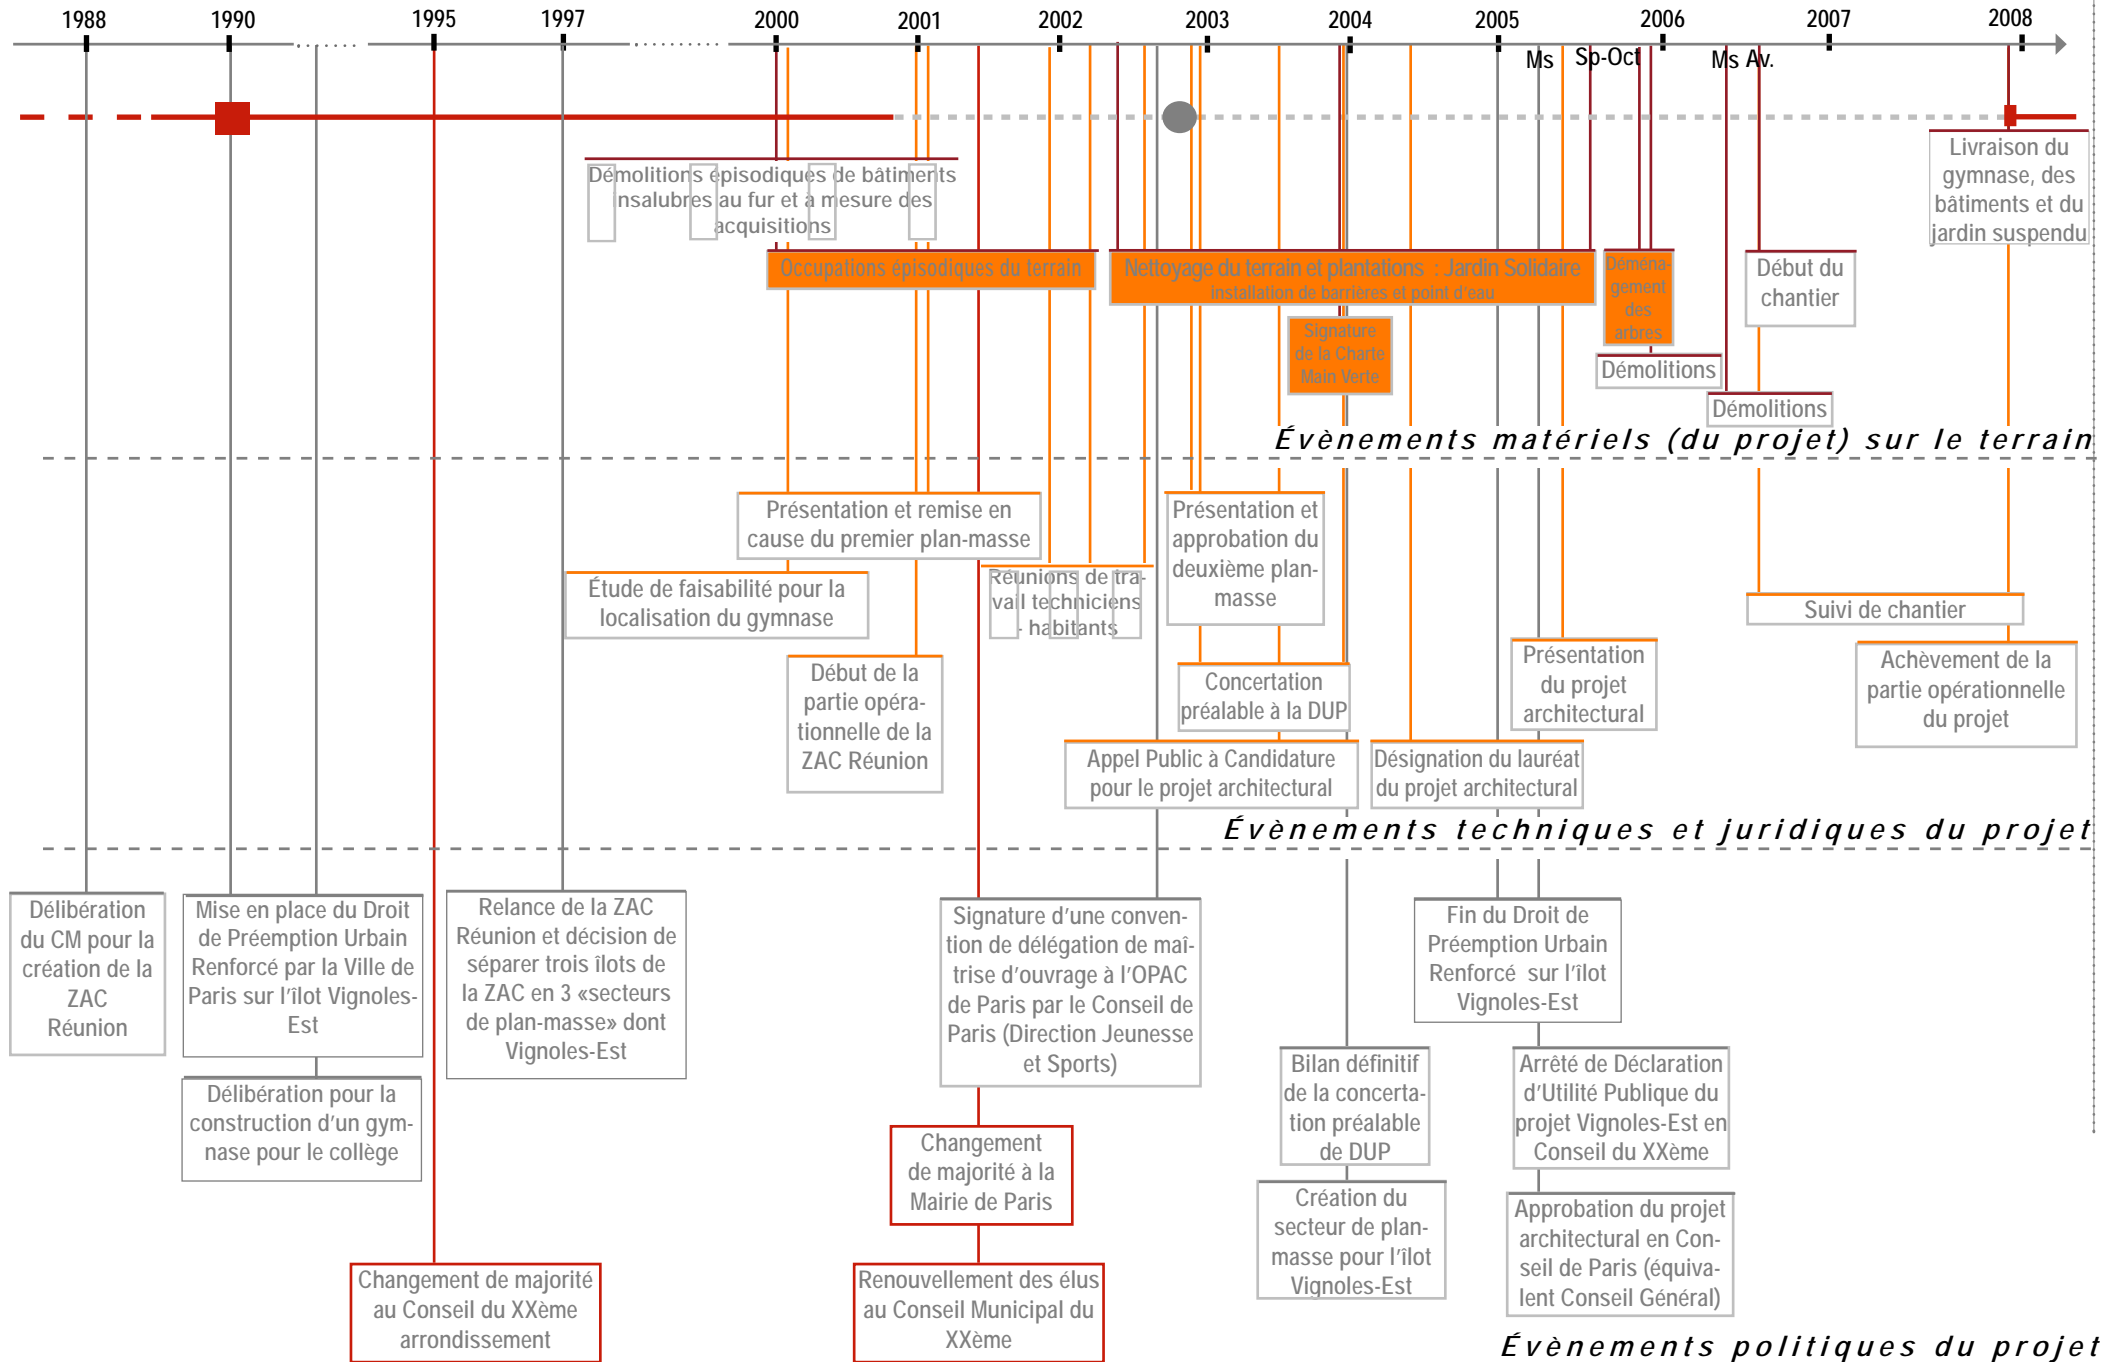 1988
1990
1995
1997
2000
2001
2002
2003
2004
2005
2006
2007
2008
Ms
Sp-Oct
Ms Av.
Démolitions épisodiques de bâtiments
insalubres au fur et à mesure des
acquisitions
Livraison du
gymnase, des
bâtiments et du
jardin suspendu
Occupations épisodiques du terrain
Nettoyage du terrain et plantations : Jardin Solidaire
installation de barrières et point d'eau
Déména-
gement
des
arbres
Début du
chantier
Signature
de la Charte
Main Verte
Démolitions
Démolitions
Évènements matériels (du projet) sur le terrain
Présentation et remise en
cause du premier plan-masse
Présentation et
approbation du
deuxième plan-
masse
Étude de faisabilité pour la
localisation du gymnase
Réunions de tra-
vail techniciens
- habitants
Suivi de chantier
Début de la
partie opéra-
tionnelle de la
ZAC Réunion
Concertation
préalable à la DUP
Présentation
du projet
architectural
Achèvement de la
partie opérationnelle
du projet
Appel Public à Candidature
pour le projet architectural
Désignation du lauréat
du projet architectural
Évènements techniques et juridiques du projet
Délibération
du CM pour la
création de la
ZAC
Réunion
Mise en place du Droit
de Préemption Urbain
Renforcé par la Ville de
Paris sur l'îlot Vignoles-
Est
Relance de la ZAC
Réunion et décision de
séparer trois îlots de
la ZAC en 3 «secteurs
de plan-masse» dont
Vignoles-Est
Signature d'une conven-
tion de délégation de maî-
trise d'ouvrage à l'OPAC
de Paris par le Conseil de
Paris (Direction Jeunesse
et Sports)
Fin du Droit de
Préemption Urbain
Renforcé sur l'îlot
Vignoles-Est
Délibération pour la
construction d'un gym-
nase pour le collège
Bilan définitif
de la concerta-
tion préalable
de DUP
Arrêté de Déclaration
d'Utilité Publique du
projet Vignoles-Est en
Conseil du XXème
Changement
de majorité à la
Mairie de Paris
Création du
secteur de plan-
masse pour l'îlot
Vignoles-Est
Approbation du projet
architectural en Con-
seil de Paris (équiva-
lent Conseil Général)
Changement de majorité
au Conseil du XXème
arrondissement
Renouvellement des élus
au Conseil Municipal du
XXème
Évènements politiques du projet